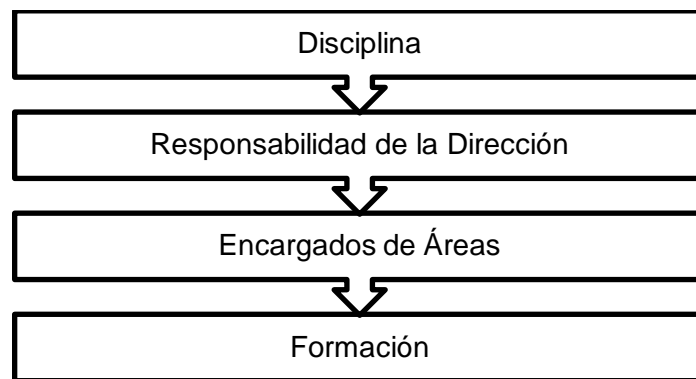 Disciplina
Responsabilidad de la Dirección
Encargados de Áreas
Formación